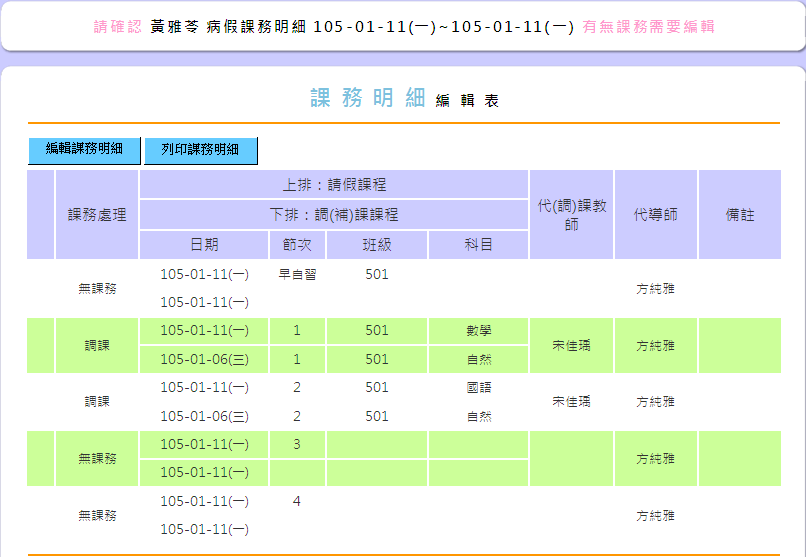 請確認 黃雅苓 病假課務明細 105-01-11(一)~105-01-11(一) 有無課務需要編輯
課務明細 編輯表
編輯課務明細 列印課務明細
課務處理 上排：請假課程 代(調)課教師 代導師 備註
下排：調(補)課課程
日期 節次 班級 科目
無課務 105-01-11(一) 早自習 501 方純雅
105-01-11(一)
調課 105-01-11(一) 1 501 數學 宋佳瑀 方純雅
105-01-06(三) 1 501 自然
調課 105-01-11(一) 2 501 國語 宋佳瑀 方純雅
105-01-06(三) 2 501 自然
無課務 105-01-11(一) 3 方純雅
105-01-11(一)
無課務 105-01-11(一) 4 方純雅
105-01-11(一)